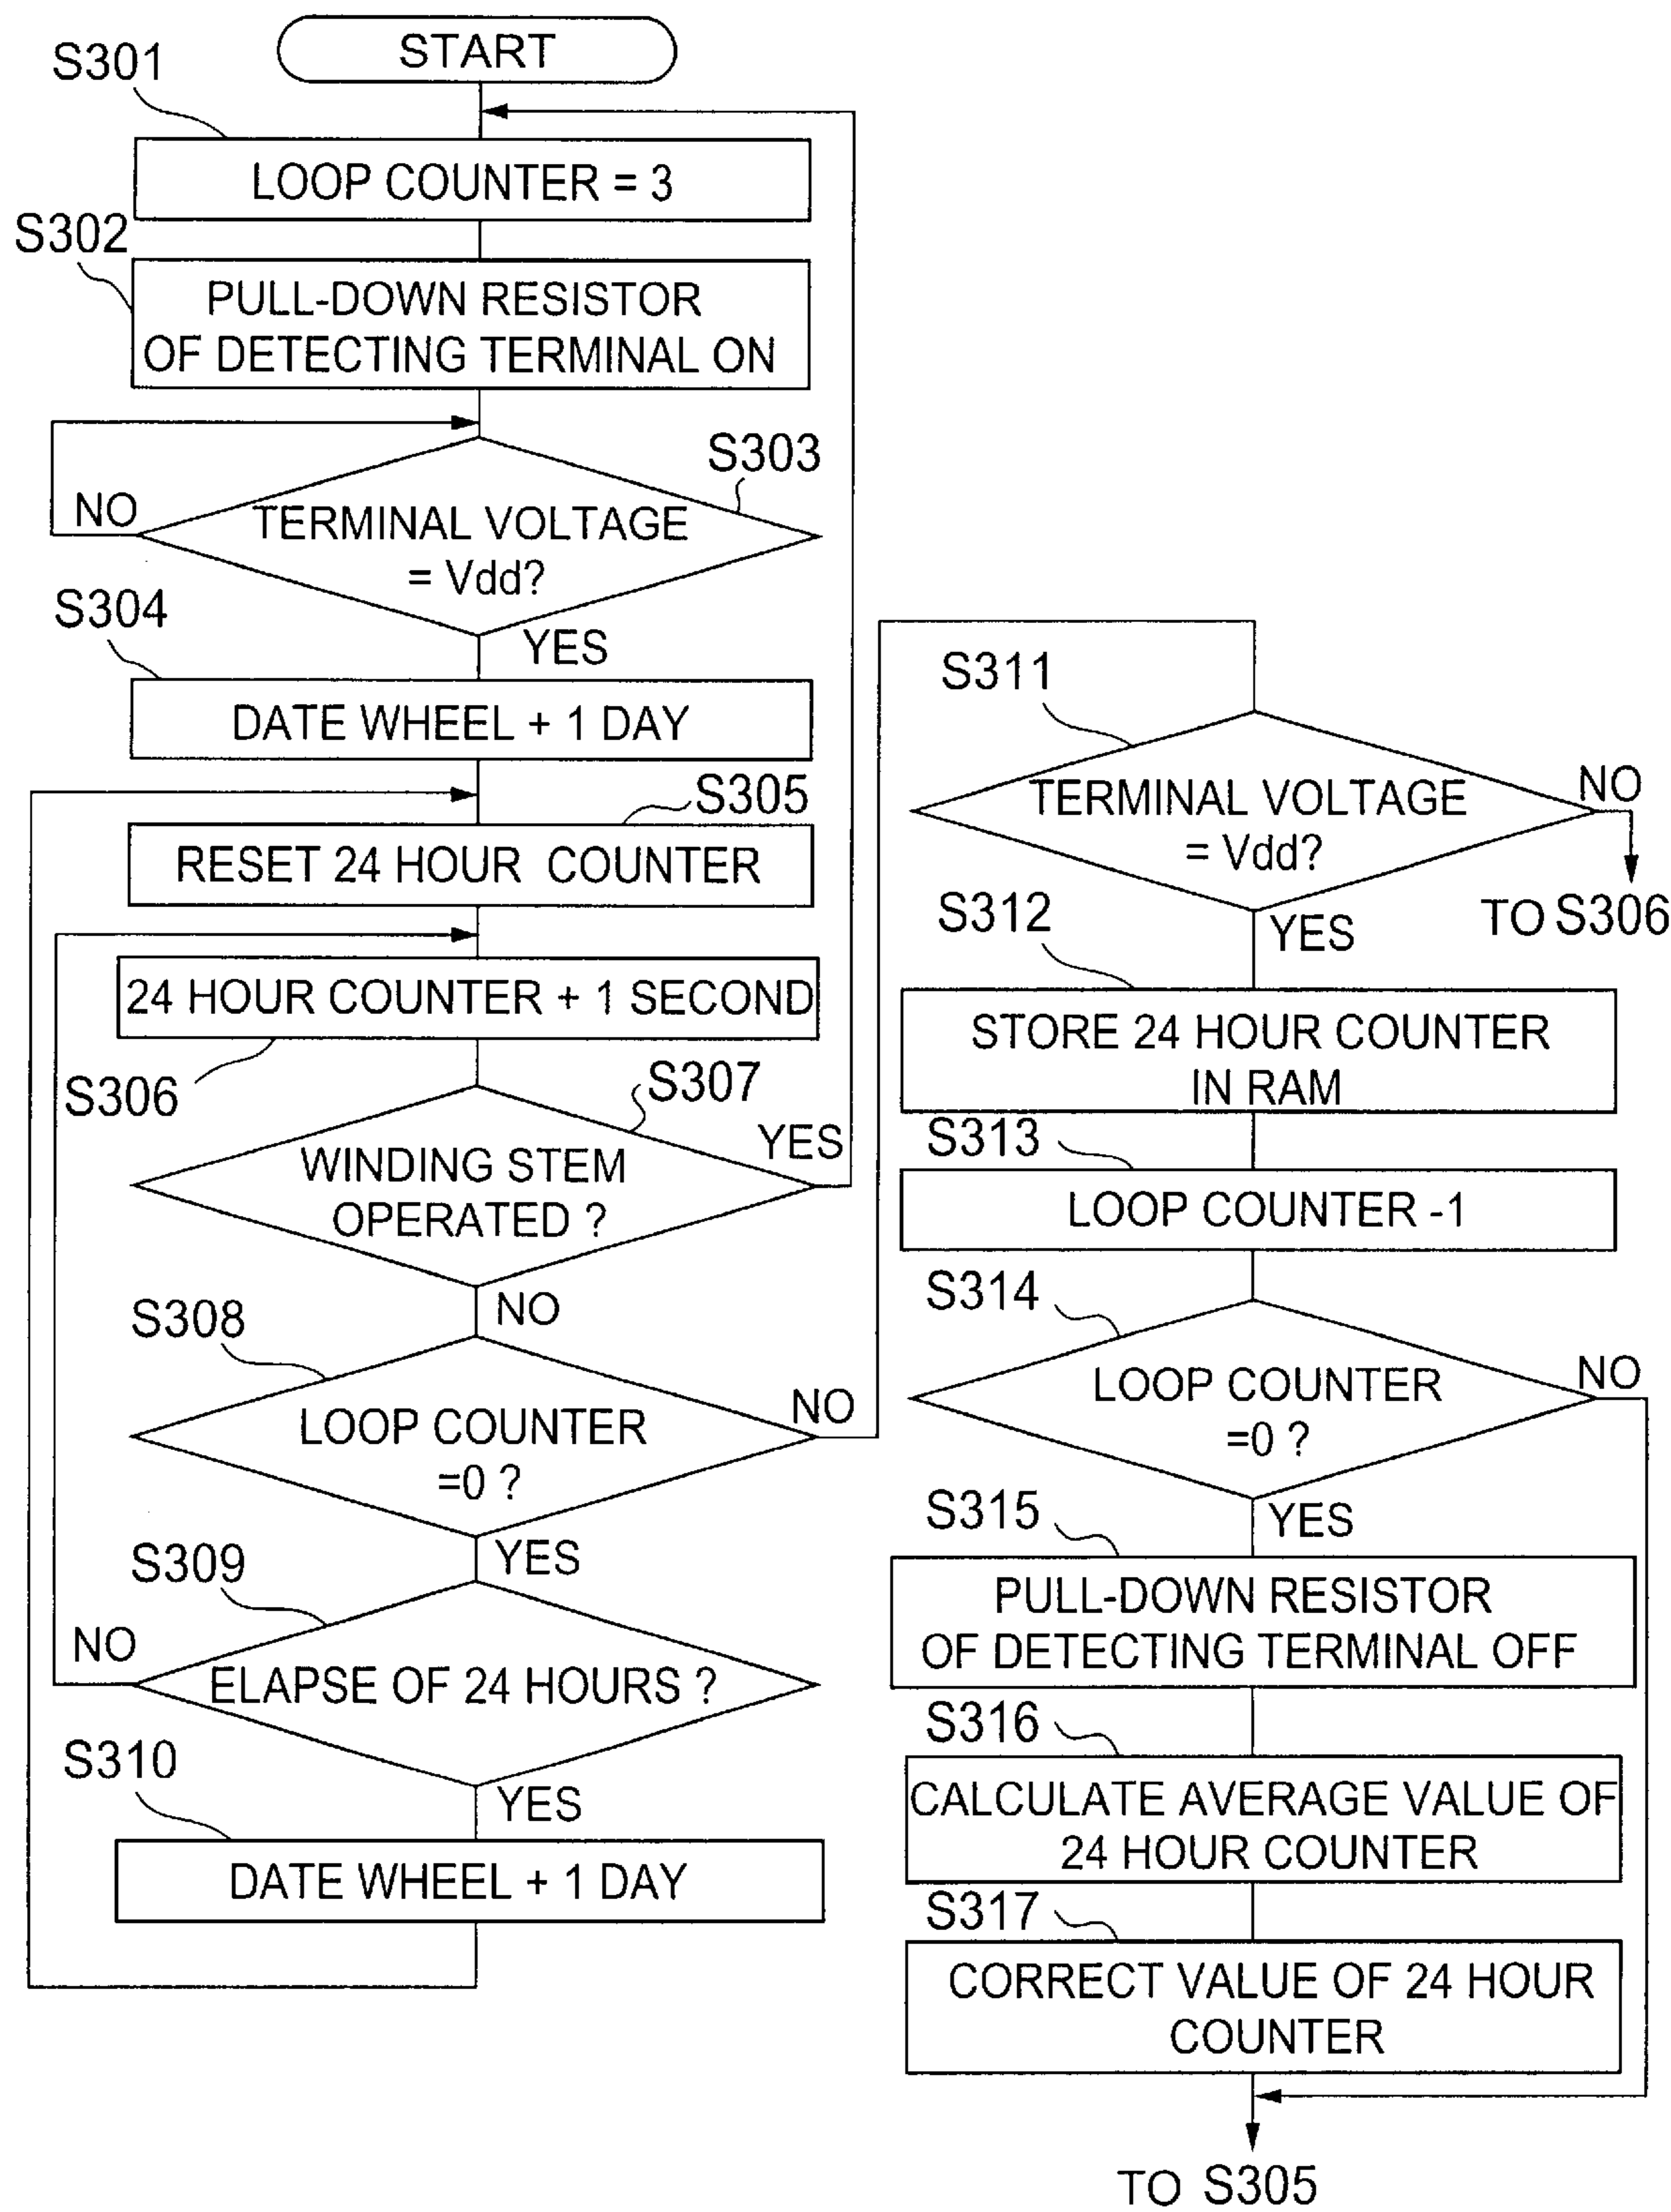 START
S301
LOOP COUNTER = 3
S302
PULL-DOWN RESISTOR
OF DETECTING TERMINAL ON
S303
NO
TERMINAL VOLTAGE
= Vdd?
S304
YES
DATE WHEEL + 1 DAY
S305
RESET 24 HOUR COUNTER
24 HOUR COUNTER + 1 SECOND
S306
S307
YES
WINDING STEM
OPERATED ?
NO
S308
NO
LOOP COUNTER
=0 ?
YES
S309
NO
ELAPSE OF 24 HOURS ?
S310
YES
DATE WHEEL + 1 DAY
S311
NO
TERMINAL VOLTAGE
= Vdd?
TO S306
S312
YES
STORE 24 HOUR COUNTER
IN RAM
S313
LOOP COUNTER -1
S314
NO
LOOP COUNTER
=0 ?
S315
YES
PULL-DOWN RESISTOR
OF DETECTING TERMINAL OFF
S316
CALCULATE AVERAGE VALUE OF
24 HOUR COUNTER
S317
CORRECT VALUE OF 24 HOUR
COUNTER
TO S305